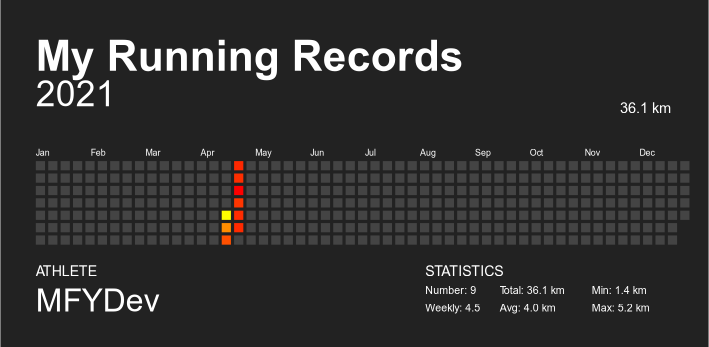 My Running Records
2021
36.1 km
Jan Feb Mar Apr May Jun Jul Aug Sep Oct Nov Dec
ATHLETE
MFYDev
STATISTICS
Number: 9 Total: 36.1 km Min: 1.4 km
Weekly: 4.5 Avg: 4.0 km Max: 5.2 km